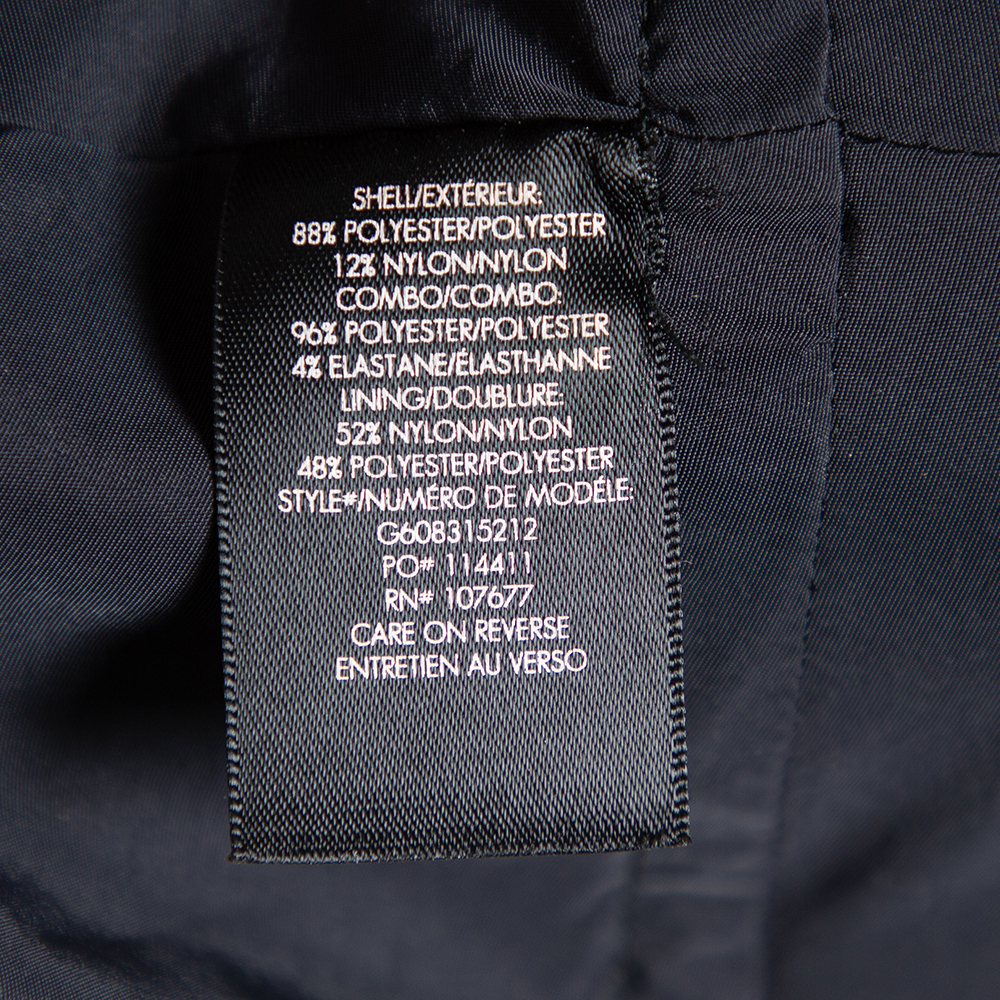 SHELL/EXTÉRIEUR:
88% POLYESTER/POLYESTER
12% NYLON/NYLON
COMBO/COMBO:
96% POLYESTER/POLYESTER
4% ELASTANE/ÉLASTHANNE
LINING/DOUBLURE:
52% NYLON/NYLON
48% POLYESTER/POLYESTER
STYLE#/NUMÉRO DE MODÉLE:
G608315212
PO# 114411
RN# 107677
CARE ON REVERSE
ENTRETIEN AU VERSO